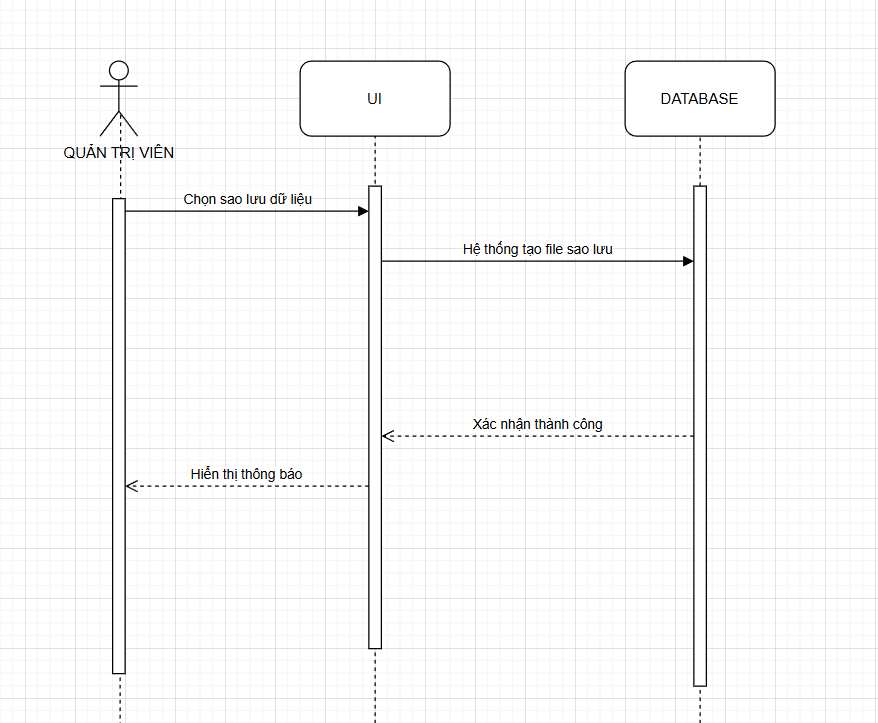 UI
DATABASE
QUẢN TRỊ VIÊN
Chọn sao lưu dữ liệu
Hệ thống tạo file sao lưu
Xác nhận thành công
Hiển thị thông báo